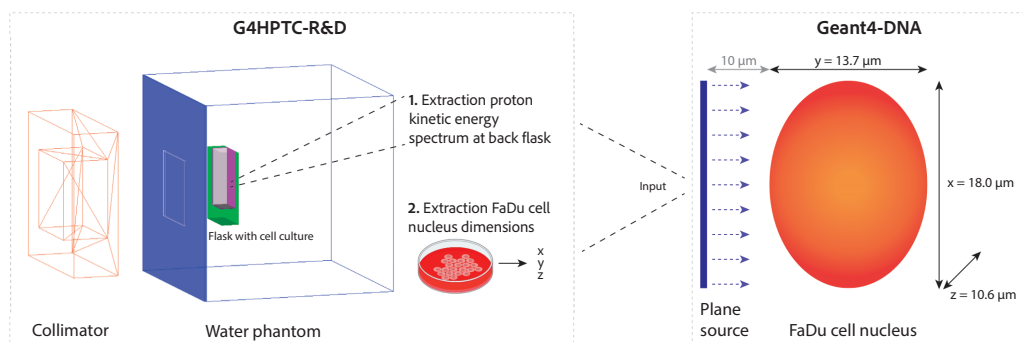 G4HPTC-R&D
1. Extraction proton
kinetic energy
spectrum at back flask
Flask with cell culture
2. Extraction FaDu cell
nucleus dimensions
x
y
z
Collimator
Water phantom
Input
Geant4-DNA
10 µm
y = 13.7 µm
x = 18.0 µm
z = 10.6 µm
Plane
source
FaDu cell nucleus